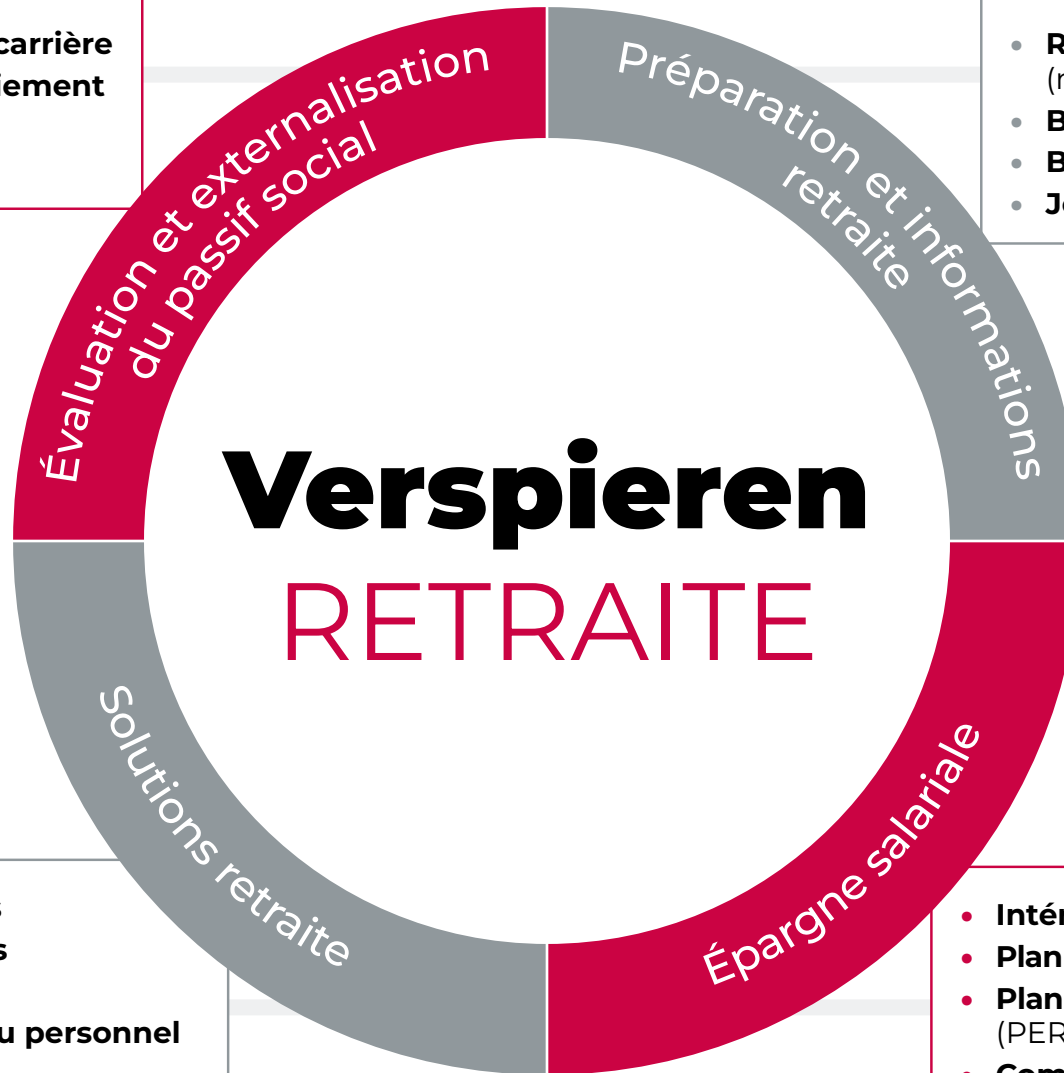 carrière
Évaluation et externalisation
du passif social
Préparation et informations
retraite
Verspieren
RETRAITE
Solutions retraite
Épargne salariale
personnel
Plan
Plan
(PER